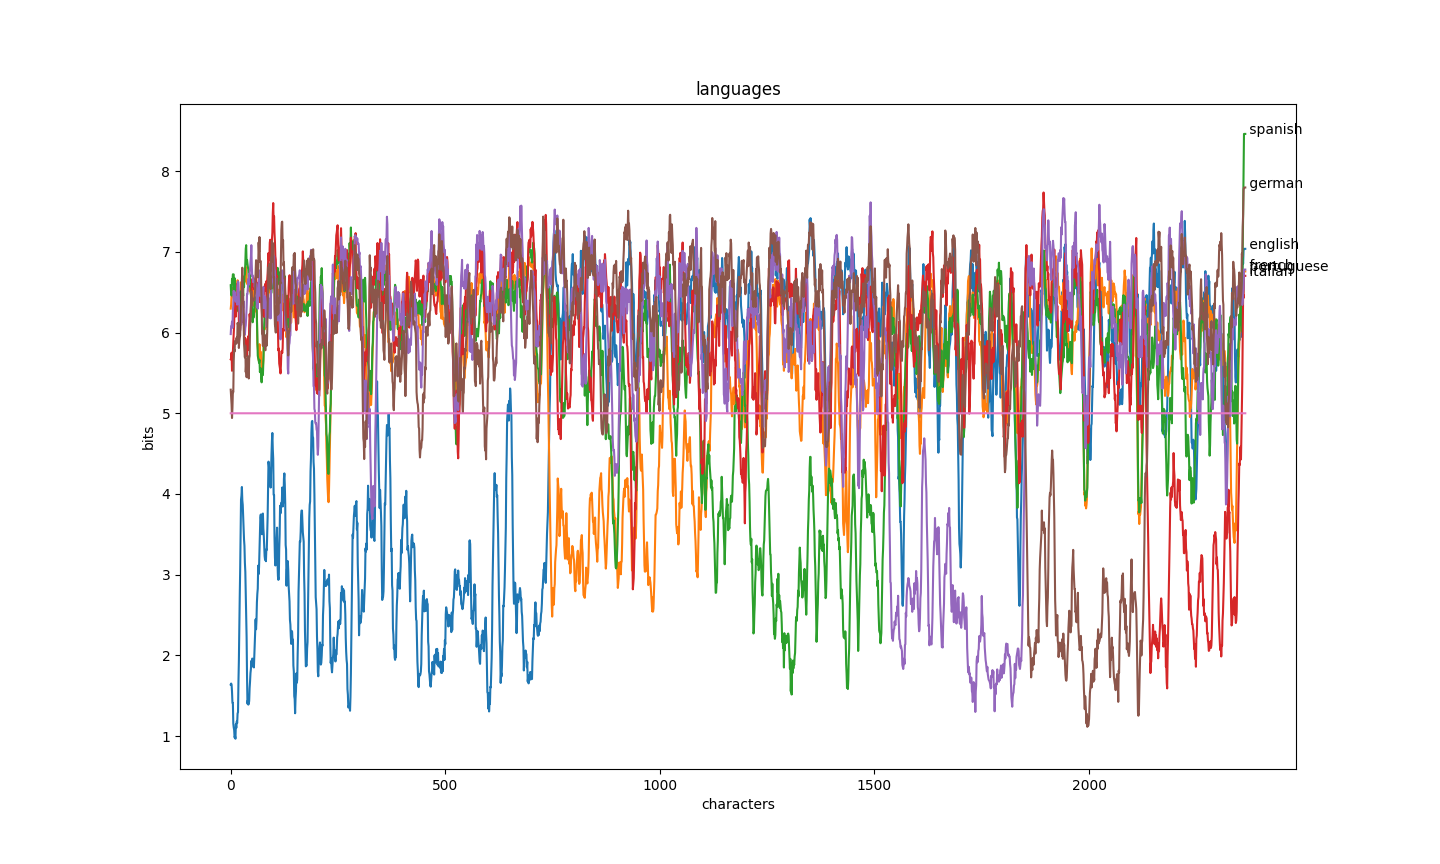 languages
spanish
german
english
french
portuguese
italian
8
7
6
5
4
3
2
1
bits
0 500 1000 1500 2000
characters